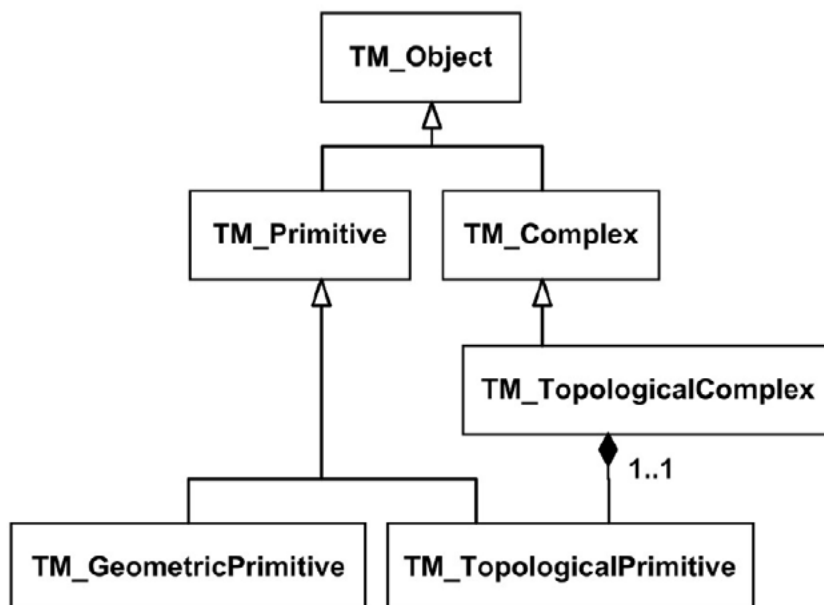 TM_Object
TM_Primitive
TM_Complex
TM_TopologicalComplex
1..1
TM_GeometricPrimitive
TM_TopologicalPrimitive